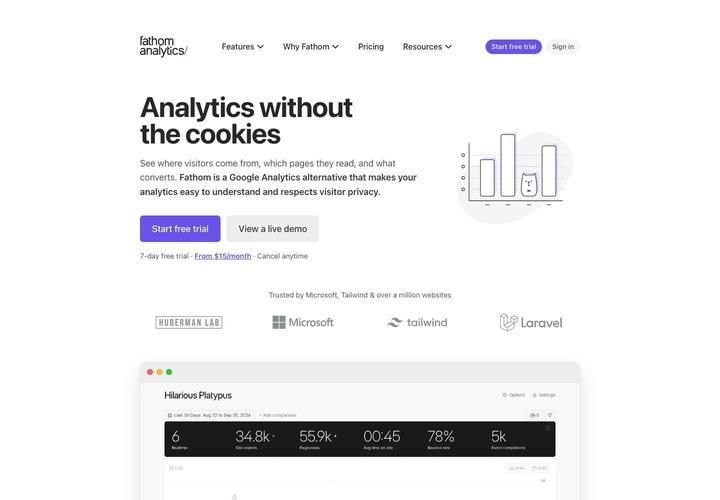 fathom
analytics/
Features
Why Fathom
Pricing
Resources
Start free trial
Sign in
Analytics without
the cookies
See where visitors come from, which pages they read, and what
converts. Fathom is a Google Analytics alternative that makes your
analytics easy to understand and respects visitor privacy.
Start free trial
View a live demo
7-day free trial · From $15/month · Cancel anytime
Trusted by Microsoft, Tailwind & over a million websites
HUBERMAN LAB
Microsoft
tailwind
Laravel
Hilarious Platypus
Options
Settings
Last 30 Days: Aug 22 to Sep 20, 2024
+ Add comparison
0
6
Realtime
34.8k
Site visitors
55.9k
Pageviews
00:45
Avg time on site
78%
Bounce rate
5k
Event completions